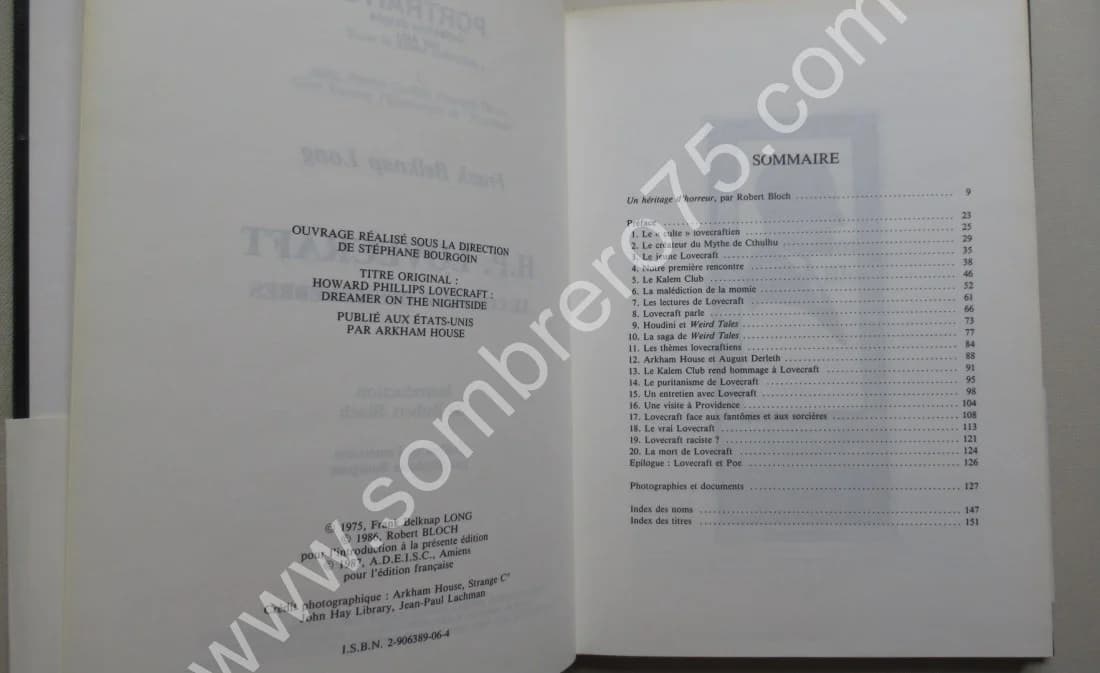 OUVRAGE RÉALISÉ SOUS LA DIRECTION
DE STÉPHANE BOURGOIN
TITRE ORIGINAL :
HOWARD PHILLIPS LOVECRAFT :
DREAMER ON THE NIGHTSIDE
PUBLIÉ AUX ÉTATS-UNIS
PAR ARKHAM HOUSE
© 1975, Frank Belknap LONG
© 1986, Robert BLOCH
pour l'introduction à la présente édition
© 1987, A.D.E.I.S.C., Amiens
pour l'édition française
Crédit photographique : Arkham House, Strange C°
John Hay Library, Jean-Paul Lachman
I.S.B.N. 2-906389-06-4
SOMMAIRE
Un héritage d'horreur, par Robert Bloch 9
Préface 23
1. Le « culte » lovecraftien 25
2. Le créateur du Mythe de Cthulhu 29
3. Le jeune Lovecraft 35
4. Notre première rencontre 38
5. Le Kalem Club 46
6. La malédiction de la momie 52
7. Les lectures de Lovecraft 61
8. Lovecraft parle 66
9. Houdini et Weird Tales 73
10. La saga de Weird Tales 77
11. Les thèmes lovecraftiens 84
12. Arkham House et August Derleth 88
13. Le Kalem Club rend hommage à Lovecraft 91
14. Le puritanisme de Lovecraft 95
15. Un entretien avec Lovecraft 98
16. Une visite à Providence 104
17. Lovecraft face aux fantômes et aux sorcières 108
18. Le vrai Lovecraft 113
19. Lovecraft raciste ? 121
20. La mort de Lovecraft 124
Epilogue : Lovecraft et Poe 126
Photographies et documents 127
Index des noms 147
Index des titres 151
www.sombrero75.com